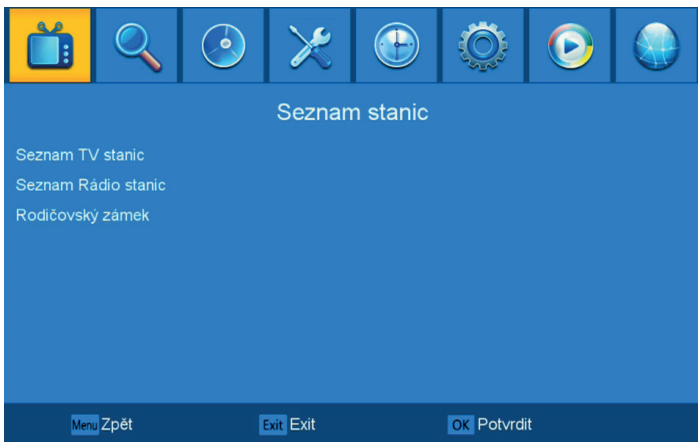 Seznam stanic
Seznam TV stanic
Seznam Rádio stanic
Rodičovský zámek
Menu Zpět Exit Exit OK Potvrdit